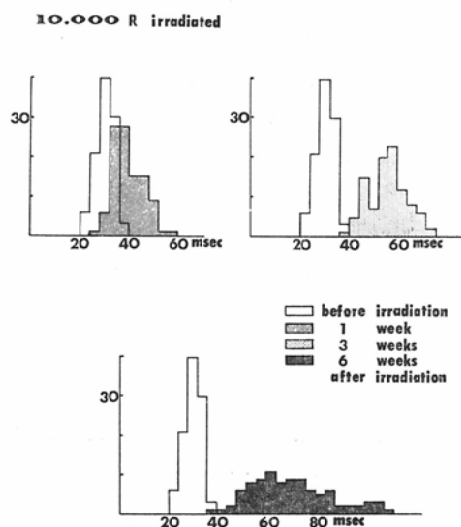 10.000 R irradiated
30
20 40 60 msec
30
20 40 60 msec
before irradiation
1 week
3 weeks
6 weeks
after irradiation
30
20 40 60 80 msec